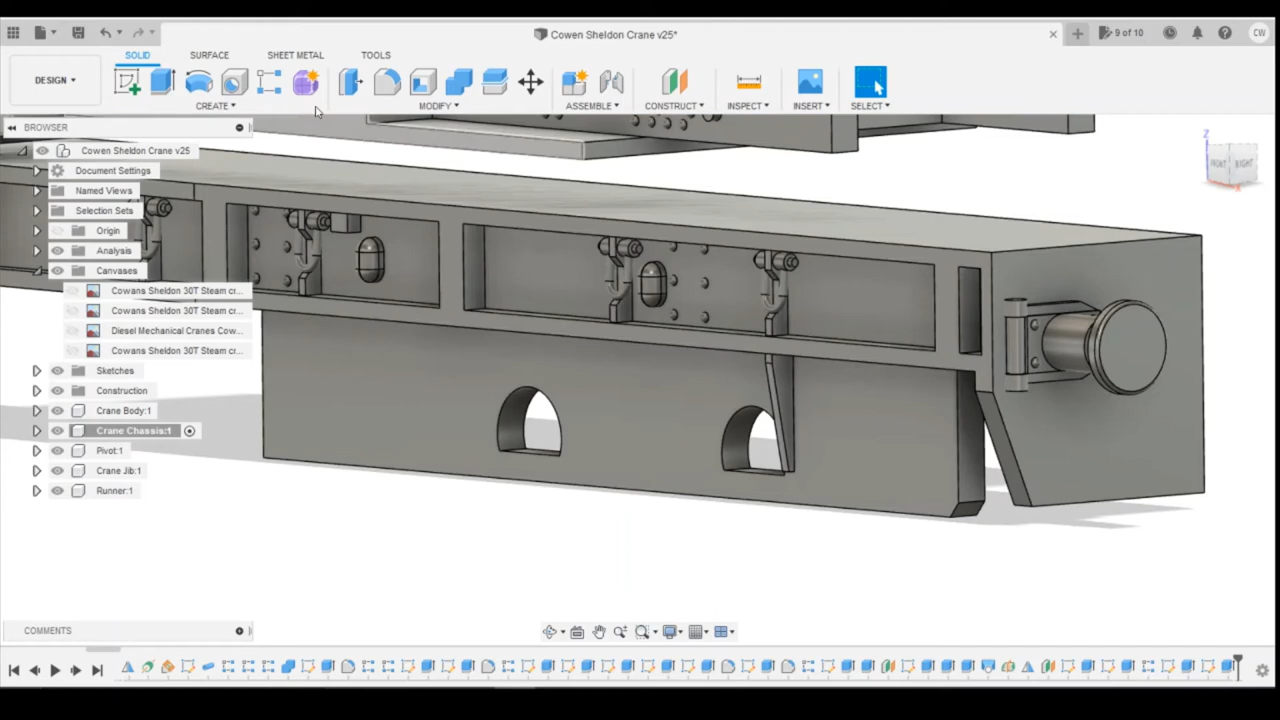 Cowen Sheldon Crane v25*
9 of 10
CW
DESIGN
SOLID
SURFACE
SHEET METAL
TOOLS
CREATE
MODIFY
ASSEMBLE
CONSTRUCT
INSPECT
INSERT
SELECT
BROWSER
Cowen Sheldon Crane v25
Document Settings
Named Views
Selection Sets
Origin
Analysis
Canvases
Cowans Sheldon 30T Steam cr...
Cowans Sheldon 30T Steam cr...
Diesel Mechanical Cranes Cow...
Cowans Sheldon 30T Steam cr...
Sketches
Construction
Crane Body:1
Crane Chassis:1
Pivot:1
Crane Jib:1
Runner:1
Z
FRONT
RIGHT
X
COMMENTS